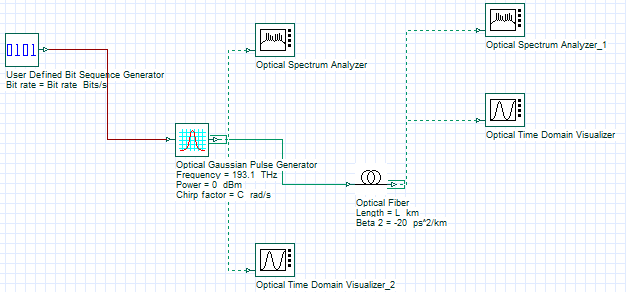 Optical Spectrum Analyzer_1
0101
Optical Spectrum Analyzer
User Defined Bit Sequence Generator
Bit rate = Bit rate  Bits/s
Optical Time Domain Visualizer
Optical Gaussian Pulse Generator
Frequency = 193.1  THz
Power = 0  dBm
Chirp factor = C  rad/s
Optical Fiber
Length = L  km
Beta 2 = -20  ps^2/km
Optical Time Domain Visualizer_2